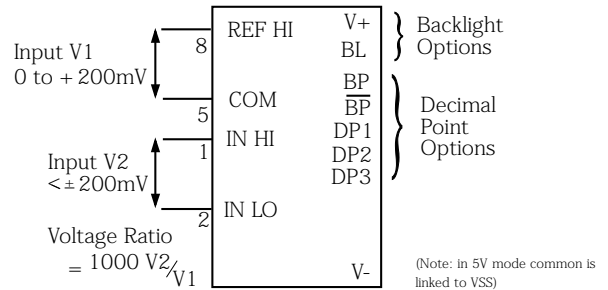 Input V1
0 to + 200mV
Input V2
<± 200mV
Voltage Ratio
= 1000 V2/V1
8
5
1
2
REF HI
COM
IN HI
IN LO
V+
BL
BP
BP
DP1
DP2
DP3
V-
Backlight
Options
Decimal
Point
Options
(Note: in 5V mode common is
linked to VSS)